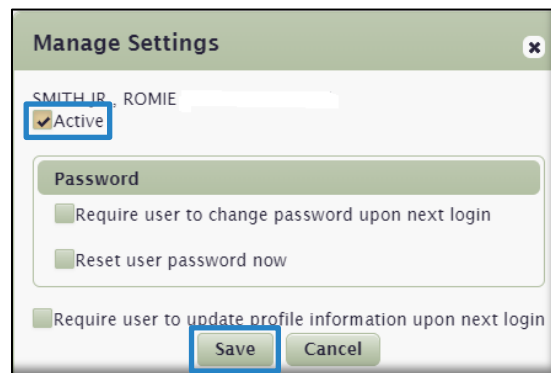 Manage Settings
SMITH JR , ROMIE
Active
Password
Require user to change password upon next login
Reset user password now
Require user to update profile information upon next login
Save Cancel